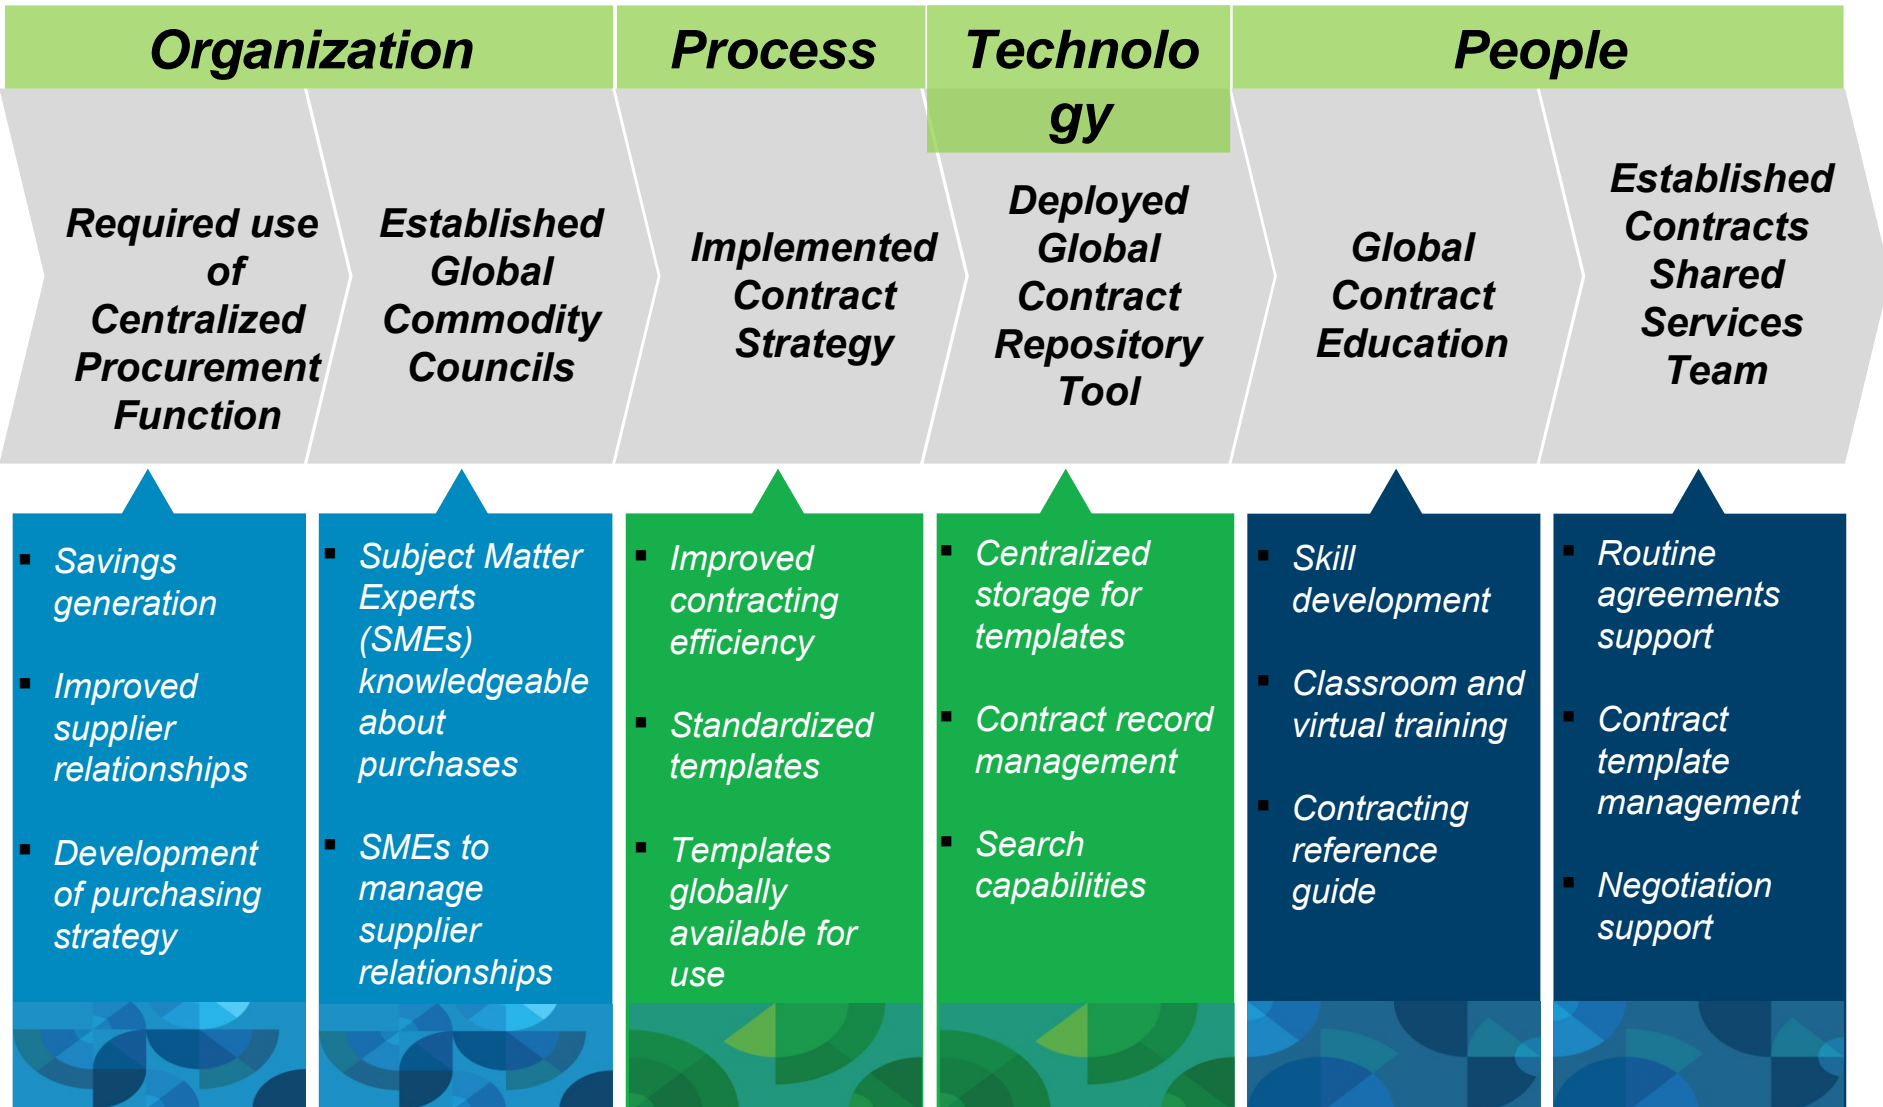 Organization
Process
Technolo
gy
People
Required use
of
Centralized
Procurement
Function
Established
Global
Commodity
Councils
Implemented
Contract
Strategy
Deployed
Global
Contract
Repository
Tool
Global
Contract
Education
Established
Contracts
Shared
Services
Team
▪ Savings
generation
▪ Improved
supplier
relationships
▪ Development
of purchasing
strategy
▪ Subject Matter
Experts
(SMEs)
knowledgeable
about
purchases
▪ SMEs to
manage
supplier
relationships
▪ Improved
contracting
efficiency
▪ Standardized
templates
▪ Templates
globally
available for
use
▪ Centralized
storage for
templates
▪ Contract record
management
▪ Search
capabilities
▪ Skill
development
▪ Classroom and
virtual training
▪ Contracting
reference
guide
▪ Routine
agreements
support
▪ Contract
template
management
▪ Negotiation
support